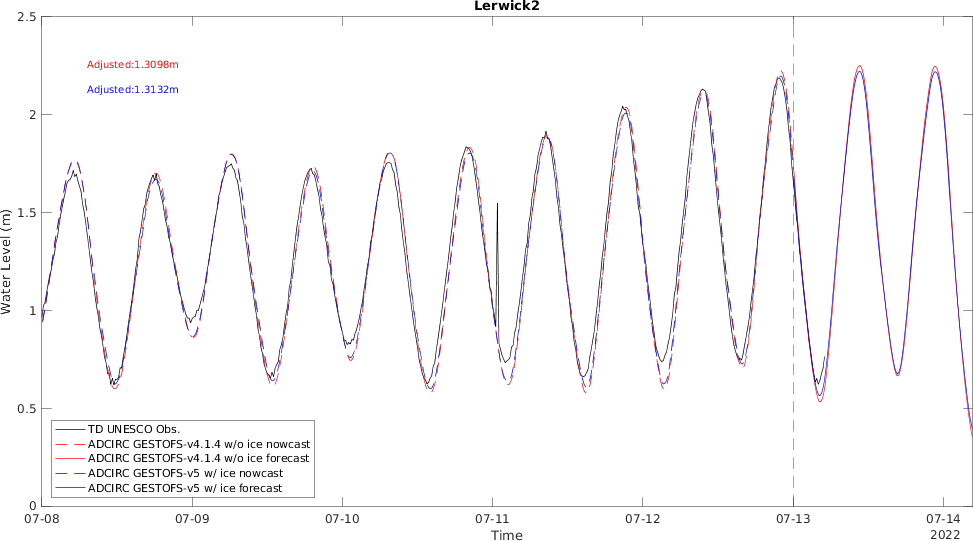 Lerwick2
2.5
Adjusted:1.3098m
Adjusted:1.3132m
2
1.5
Water Level (m)
1
0.5
TD UNESCO Obs.
ADCIRC GESTOFS-v4.1.4 w/o ice nowcast
ADCIRC GESTOFS-v4.1.4 w/o ice forecast
ADCIRC GESTOFS-v5 w/ ice nowcast
ADCIRC GESTOFS-v5 w/ ice forecast
0
07-08 07-09 07-10 07-11 07-12 07-13 07-14
Time
2022